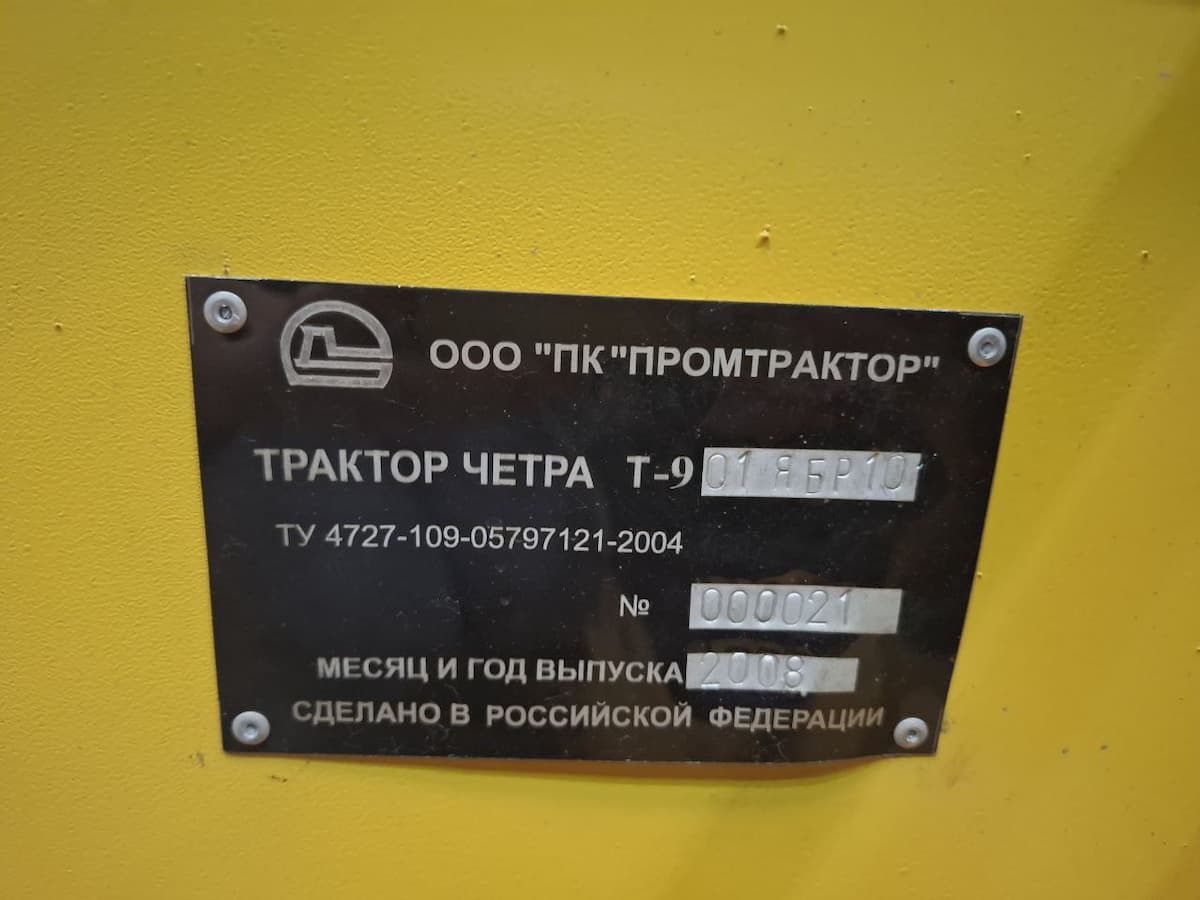 ООО "ПК "ПРОМТРАКТОР"
ТРАКТОР ЧЕТРА Т-9 01 ЯБР10
ТУ 4727-109-05797121-2004
№ 000021
МЕСЯЦ И ГОД ВЫПУСКА 2008
СДЕЛАНО В РОССИЙСКОЙ ФЕДЕРАЦИИ